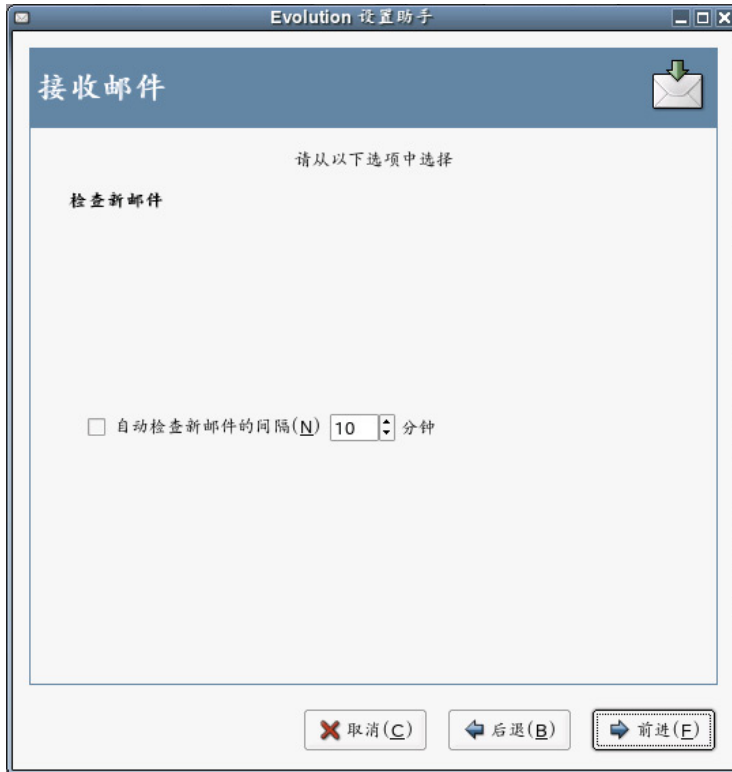 Evolution 设置助手
接收邮件
请从以下选项中选择
检查新邮件
自动检查新邮件的间隔(N) 10 分钟
取消(C) 后退(B) 前进(F)